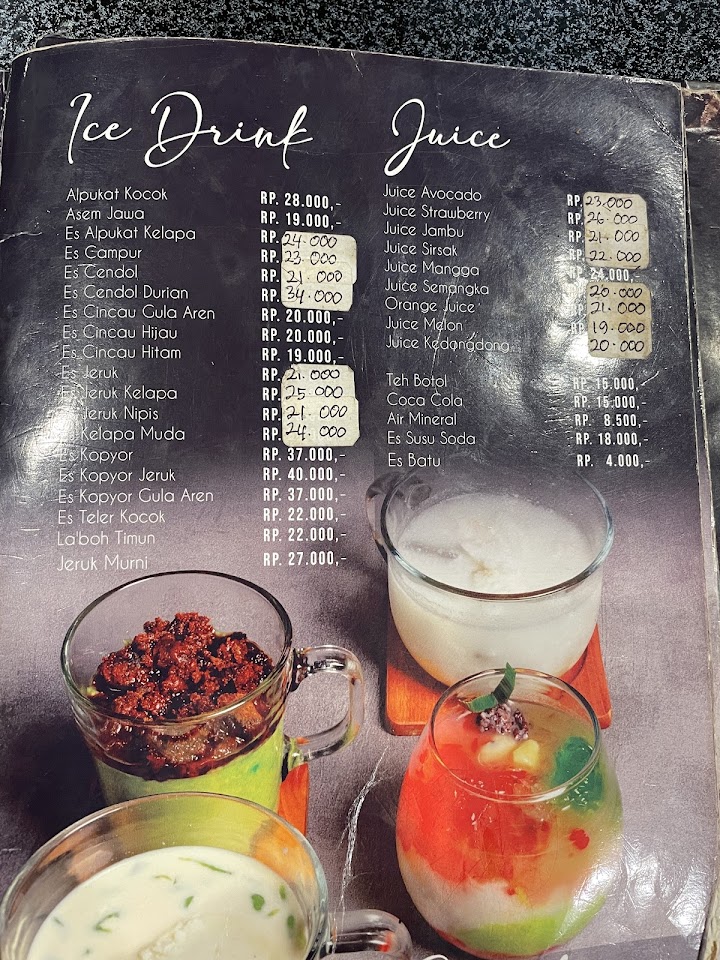 Ice Drink
Alpukat Kocok RP. 28.000,-
Asem Jawa RP. 19.000,-
Es Alpukat Kelapa RP. 24.000
Es Campur RP. 23.000
Es Cendol RP. 21.000
Es Cendol Durian RP. 34.000
Es Cincau Gula Aren RP. 20.000,-
Es Cincau Hijau RP. 20.000,-
Es Cincau Hitam RP. 19.000,-
Es Jeruk RP. 21.000
Es Jeruk Kelapa RP. 25.000
Jeruk Nipis RP. 21.000
Kelapa Muda RP. 24.000
Es Kopyor RP. 37.000,-
Es Kopyor Jeruk RP. 40.000,-
Es Kopyor Gula Aren RP. 37.000,-
Es Teler Kocok RP. 22.000,-
La'boh Timun RP. 22.000,-
Jeruk Murni RP. 27.000,-
Juice
Juice Avocado RP. 23.000
Juice Strawberry RP. 26.000
Juice Jambu RP. 21.000
Juice Sirsak RP. 22.000
Juice Mangga RP. 24.000,-
Juice Semangka 20.000
Orange Juice RP 21.000
Juice Melon RP 19.000
Juice Kedongdong 20.000
Teh Botol RP. 15.000,-
Coca Cola RP. 15.000,-
Air Mineral RP. 8.500,-
Es Susu Soda RP. 18.000,-
Es Batu RP. 4.000,-